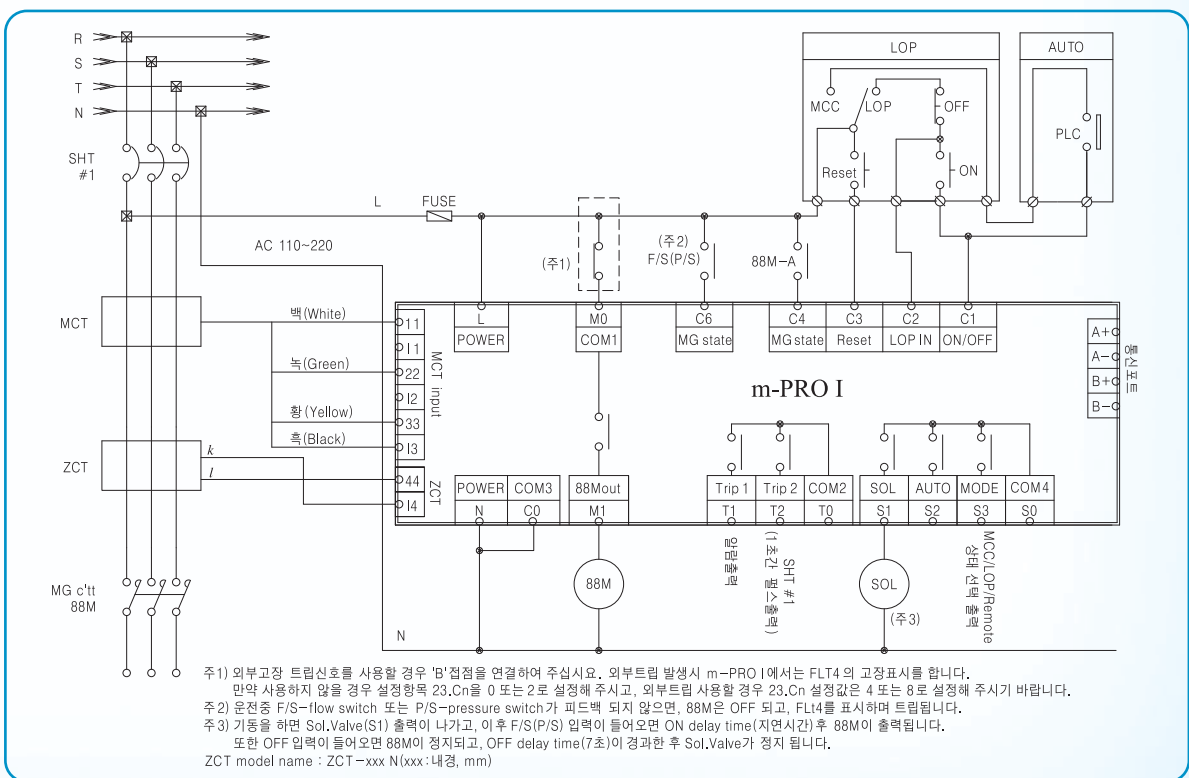 R
S
T
N
SHT
#1
L
FUSE
AC 110~220
LOP
MCC
LOP
OFF
Reset
ON
AUTO
PLC
(주1)
(주2)
F/S(P/S)
88M-A
MCT
백(White)
녹(Green)
황(Yellow)
흑(Black)
ZCT
k
l
MG c'tt
88M
11
I1
22
I2
33
I3
MCT input
44
I4
ZCT
L
POWER
M0
COM1
C6
MG state
C4
MG state
C3
Reset
C2
LOP IN
C1
ON/OFF
A+
A-
B+
B-
통신포트
m-PRO I
POWER
N
COM3
C0
88Mout
M1
Trip 1
T1
Trip 2
T2
COM2
T0
SOL
S1
AUTO
S2
MODE
S3
COM4
S0
88M
알람출력
SHT #1
(1초간 펄스출력)
SOL
(주3)
MCC/LOP/Remote
상태 선택 출력
N
주1) 외부고장 트립신호를 사용할 경우 'B'접점을 연결하여 주십시요. 외부트립 발생시 m-PRO I에서는 FLT4의 고장표시를 합니다.
만약 사용하지 않을 경우 설정항목 23.Cn을 0 또는 2로 설정해 주시고, 외부트립 사용할 경우 23.Cn 설정값은 4 또는 8로 설정해 주시기 바랍니다.
주2) 운전중 F/S-flow switch 또는 P/S-pressure switch가 피드백 되지 않으면, 88M은 OFF 되고, FLt4를 표시하며 트립됩니다.
주3) 기동을 하면 Sol.Valve(S1) 출력이 나가고, 이후 F/S(P/S) 입력이 들어오면 ON delay time(지연시간)후 88M이 출력됩니다.
또한 OFF입력이 들어오면 88M이 정지되고, OFF delay time(7초)이 경과한 후 Sol.Valve가 정지 됩니다.
ZCT model name : ZCT-xxx N(xxx:내경, mm)